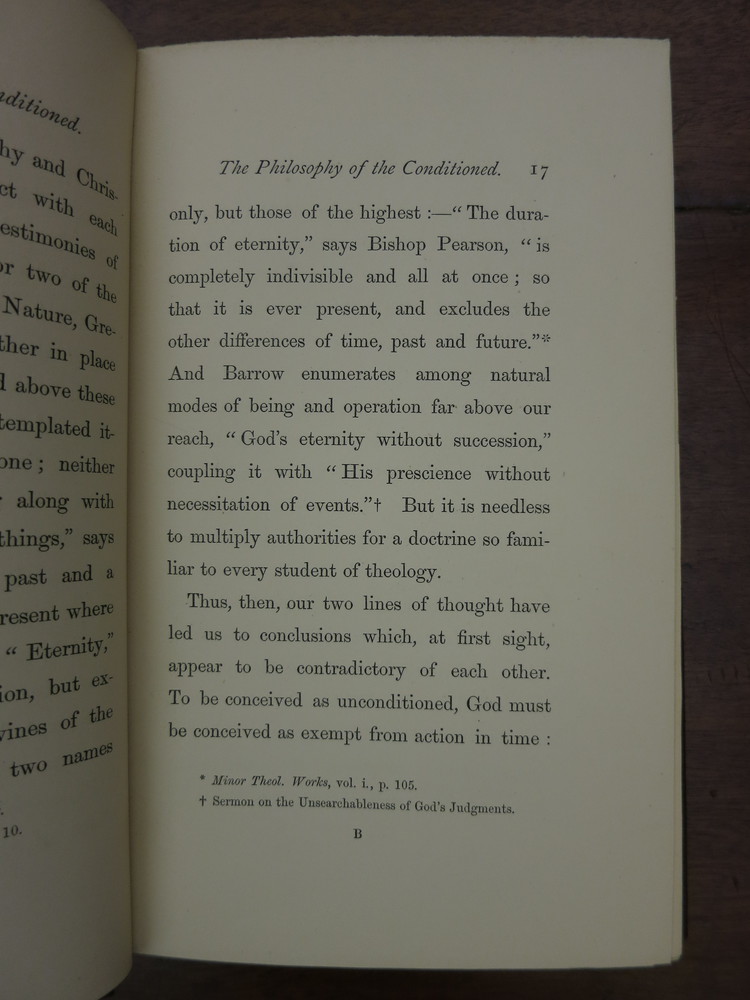 nditioned.
hy and Chris-
ct with each
estimonies of
or two of the
Nature, Gre-
ther in place
d above these
templated it-
one ; neither
along with
things," says
past and a
resent where
" Eternity,"
ion, but ex-
vines of the
two names
10.
The Philosophy of the Conditioned. 17
only, but those of the highest :—" The dura-
tion of eternity," says Bishop Pearson, " is
completely indivisible and all at once ; so
that it is ever present, and excludes the
other differences of time, past and future."*
And Barrow enumerates among natural
modes of being and operation far above our
reach, " God's eternity without succession,"
coupling it with " His prescience without
necessitation of events."† But it is needless
to multiply authorities for a doctrine so fami-
liar to every student of theology.
Thus, then, our two lines of thought have
led us to conclusions which, at first sight,
appear to be contradictory of each other.
To be conceived as unconditioned, God must
be conceived as exempt from action in time :
* Minor Theol. Works, vol. i., p. 105.
† Sermon on the Unsearchableness of God's Judgments.
B